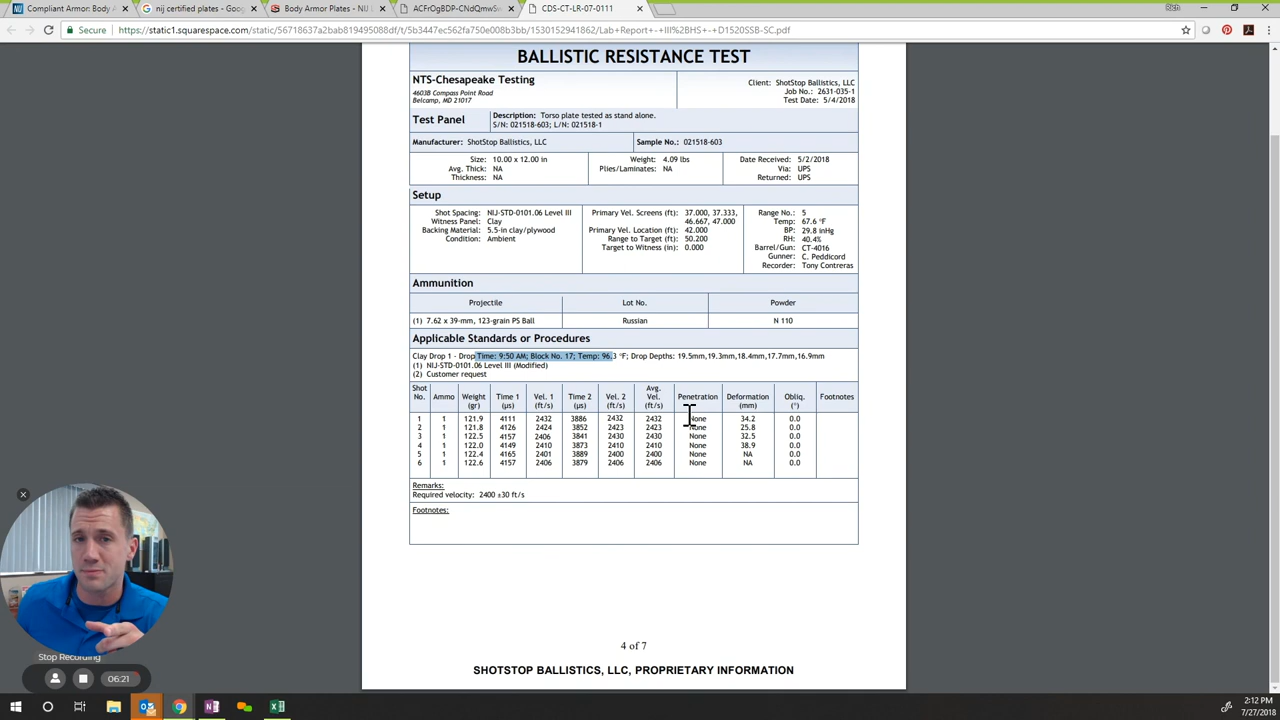 Compliant Armor: Body A
nij certified plates - Goog
Body Armor Plates - NIJ
ACFrOgBDP-CNdQmwS
CDS-CT-LR-07-0111
Rich
Secure
https://static1.squarespace.com/static/56718637a2bab819495088db/t/5b3447ec562fa750e008b3bb/1530152941862/Lab+Report+-+III%2BHS+-+D1520SSB-SC.pdf
BALLISTIC RESISTANCE TEST
NTS-Chesapeake Testing
4603B Compass Point Road
Belcamp, MD 21017
Client: ShotStop Ballistics, LLC
Job No.: 2631-035-1
Test Date: 5/4/2018
Test Panel
Description: Torso plate tested as stand alone.
S/N: 021518-603; L/N: 021518-1
Manufacturer: ShotStop Ballistics, LLC
Sample No.: 021518-603
Size: 10.00 x 12.00 in
Avg. Thick: NA
Thickness: NA
Weight: 4.09 lbs
Plies/Laminates: NA
Date Received: 5/2/2018
Via: UPS
Returned: UPS
Setup
Shot Spacing: NIJ-STD-0101.06 Level III
Witness Panel: Clay
Backing Material: 5.5-in clay/plywood
Condition: Ambient
Primary Vel. Screens (ft): 37.000, 37.333,
46.667, 47.000
Primary Vel. Location (ft): 42.000
Range to Target (ft): 50.200
Target to Witness (in): 0.000
Range No.: 5
Temp: 67.6 °F
BP: 29.8 inHg
RH: 40.4%
Barrel/Gun: CT-4016
Gunner: C. Peddicord
Recorder: Tony Contreras
Ammunition
Projectile Lot No. Powder
(1) 7.62 x 39-mm, 123-grain PS Ball Russian N 110
Applicable Standards or Procedures
Clay Drop 1 - Drop Time: 9:50 AM; Block No. 17; Temp: 96.3 °F; Drop Depths: 19.5mm,19.3mm,18.4mm,17.7mm,16.9mm
(1) NIJ-STD-0101.06 Level III (Modified)
(2) Customer request
Shot No. Ammo Weight (gr) Time 1 (µs) Vel. 1 (ft/s) Time 2 (µs) Vel. 2 (ft/s) Avg. Vel. (ft/s) Penetration Deformation (mm) Obliq. (°) Footnotes
1 1 121.9 4111 2432 3886 2432 2432 None 34.2 0.0
2 1 121.8 4126 2424 3852 2423 2423 None 25.8 0.0
3 1 122.5 4157 2406 3841 2430 2430 None 32.5 0.0
4 1 122.0 4149 2410 3873 2410 2410 None 38.9 0.0
5 1 122.4 4165 2401 3889 2400 2400 None NA 0.0
6 1 122.6 4157 2406 3879 2406 2406 None NA 0.0
Remarks:
Required velocity: 2400 ±30 ft/s
Footnotes:
4 of 7
SHOTSTOP BALLISTICS, LLC, PROPRIETARY INFORMATION
Stop Recording
06:21
2:12 PM
7/27/2018